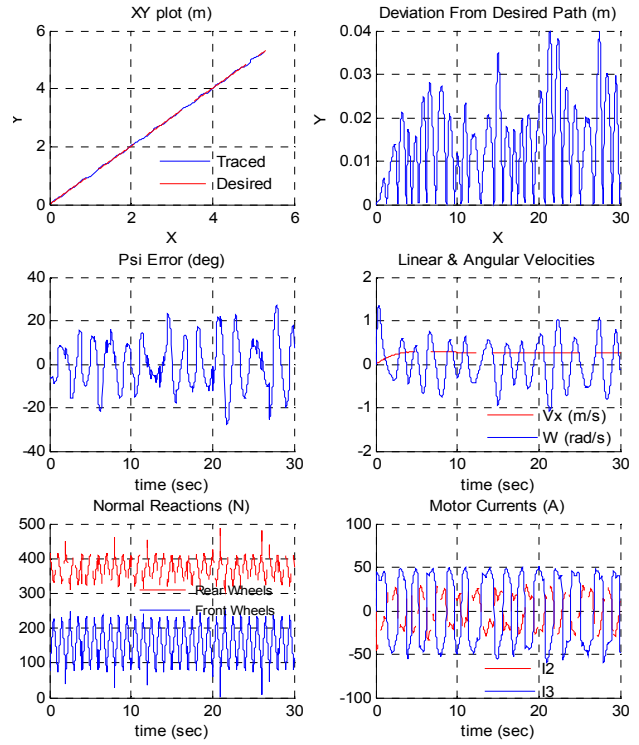 XY plot (m)
6
4
2
0
0
2
4
6
Y
X
Traced
Desired
Deviation From Desired Path (m)
0.04
0.03
0.02
0.01
0
0
10
20
30
Y
X
Psi Error (deg)
40
20
0
-20
-40
0
10
20
30
time (sec)
Linear & Angular Velocities
2
1
0
-1
-2
0
10
20
30
Vx (m/s)
W (rad/s)
time (sec)
Normal Reactions (N)
500
400
300
200
100
0
0
10
20
30
Rear Wheels
Front Wheels
time (sec)
Motor Currents (A)
100
50
0
-50
-100
0
10
20
30
I2
I3
time (sec)